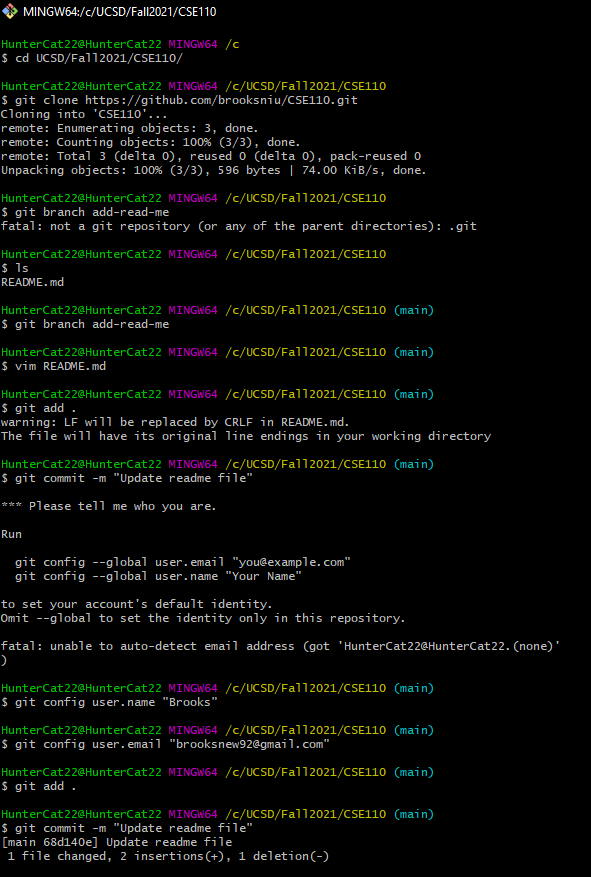 MINGW64:/c/UCSD/Fall2021/CSE110
HunterCat22@HunterCat22 MINGW64 /c
$ cd UCSD/Fall2021/CSE110/
HunterCat22@HunterCat22 MINGW64 /c/UCSD/Fall2021/CSE110
$ git clone https://github.com/brooksniu/CSE110.git
Cloning into 'CSE110'...
remote: Enumerating objects: 3, done.
remote: Counting objects: 100% (3/3), done.
remote: Total 3 (delta 0), reused 0 (delta 0), pack-reused 0
Unpacking objects: 100% (3/3), 596 bytes | 74.00 KiB/s, done.
HunterCat22@HunterCat22 MINGW64 /c/UCSD/Fall2021/CSE110
$ git branch add-read-me
fatal: not a git repository (or any of the parent directories): .git
HunterCat22@HunterCat22 MINGW64 /c/UCSD/Fall2021/CSE110
$ ls
README.md
HunterCat22@HunterCat22 MINGW64 /c/UCSD/Fall2021/CSE110 (main)
$ git branch add-read-me
HunterCat22@HunterCat22 MINGW64 /c/UCSD/Fall2021/CSE110 (main)
$ vim README.md
HunterCat22@HunterCat22 MINGW64 /c/UCSD/Fall2021/CSE110 (main)
$ git add .
warning: LF will be replaced by CRLF in README.md.
The file will have its original line endings in your working directory
HunterCat22@HunterCat22 MINGW64 /c/UCSD/Fall2021/CSE110 (main)
$ git commit -m "Update readme file"
*** Please tell me who you are.
Run
git config --global user.email "you@example.com"
git config --global user.name "Your Name"
to set your account's default identity.
Omit --global to set the identity only in this repository.
fatal: unable to auto-detect email address (got 'HunterCat22@HunterCat22.(none)'
)
HunterCat22@HunterCat22 MINGW64 /c/UCSD/Fall2021/CSE110 (main)
$ git config user.name "Brooks"
HunterCat22@HunterCat22 MINGW64 /c/UCSD/Fall2021/CSE110 (main)
$ git config user.email "brooksnew92@gmail.com"
HunterCat22@HunterCat22 MINGW64 /c/UCSD/Fall2021/CSE110 (main)
$ git add .
HunterCat22@HunterCat22 MINGW64 /c/UCSD/Fall2021/CSE110 (main)
$ git commit -m "Update readme file"
[main 68d140e] Update readme file
1 file changed, 2 insertions(+), 1 deletion(-)